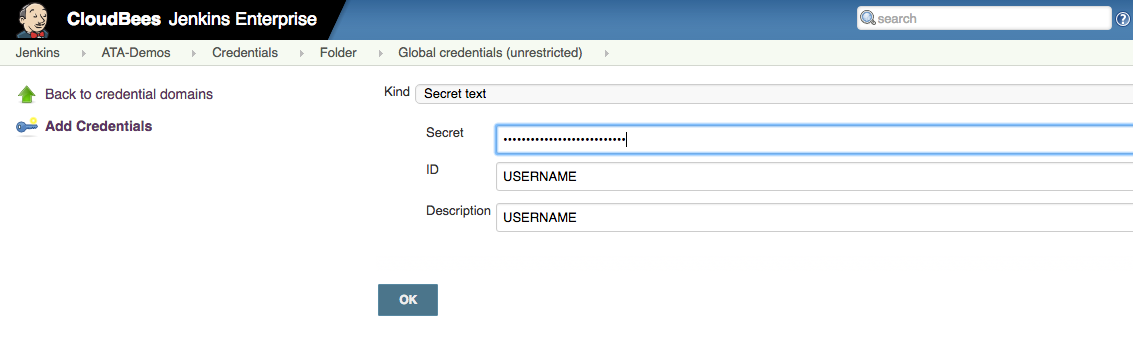 CloudBees Jenkins Enterprise
search
?
Jenkins ATA-Demos Credentials Folder Global credentials (unrestricted)
Back to credential domains
Add Credentials
Kind Secret text
Secret
ID USERNAME
Description USERNAME
OK